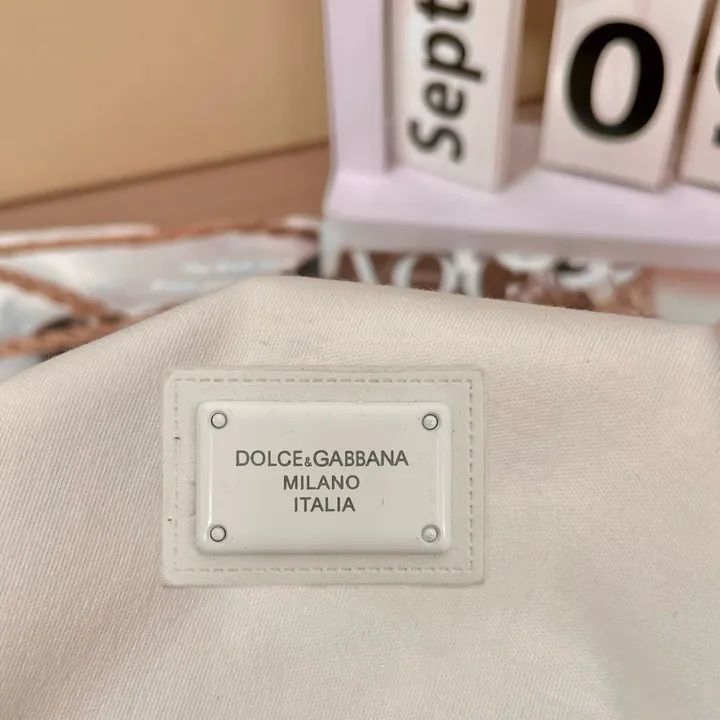 Sept
0
DOLCE&GABBANA
MILANO
ITALIA